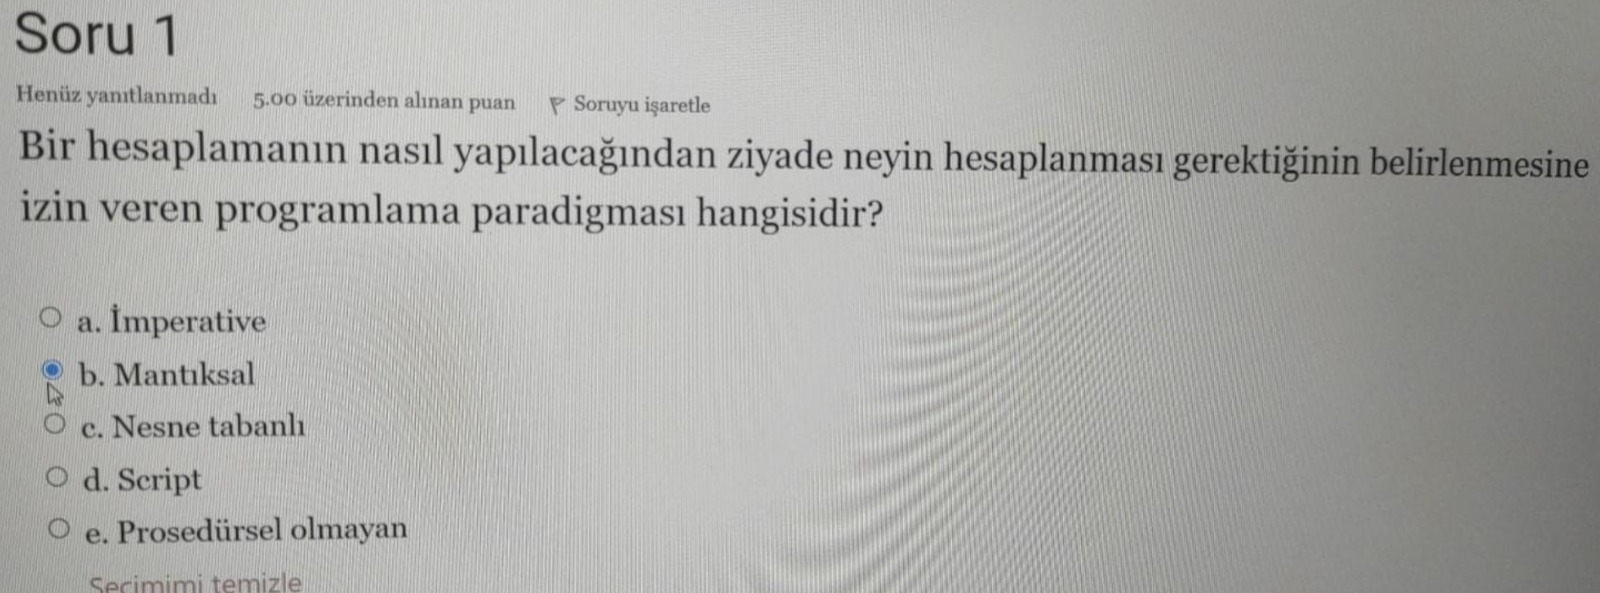 Soru 1
Henüz yanıtlanmadı 5.00 üzerinden alınan puan Soruyu işaretle
Bir hesaplamanın nasıl yapılacağından ziyade neyin hesaplanması gerektiğinin belirlenmesine
izin veren programlama paradigması hangisidir?
a. İmperative
b. Mantıksal
c. Nesne tabanlı
d. Script
e. Prosedürsel olmayan
Seçimimi temizle